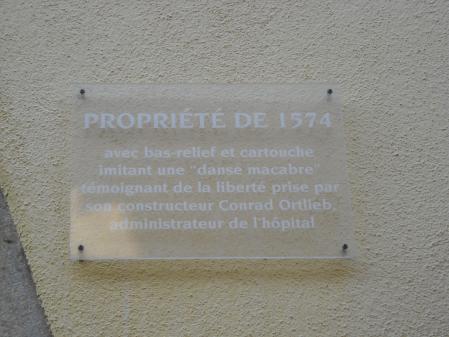 PROPRIÉTÉ DE 1574
avec bas-relief et cartouche
imitant une "danse macabre"
témoignant de la liberté prise par
son constructeur Conrad Ortlieb,
administrateur de l'hôpital